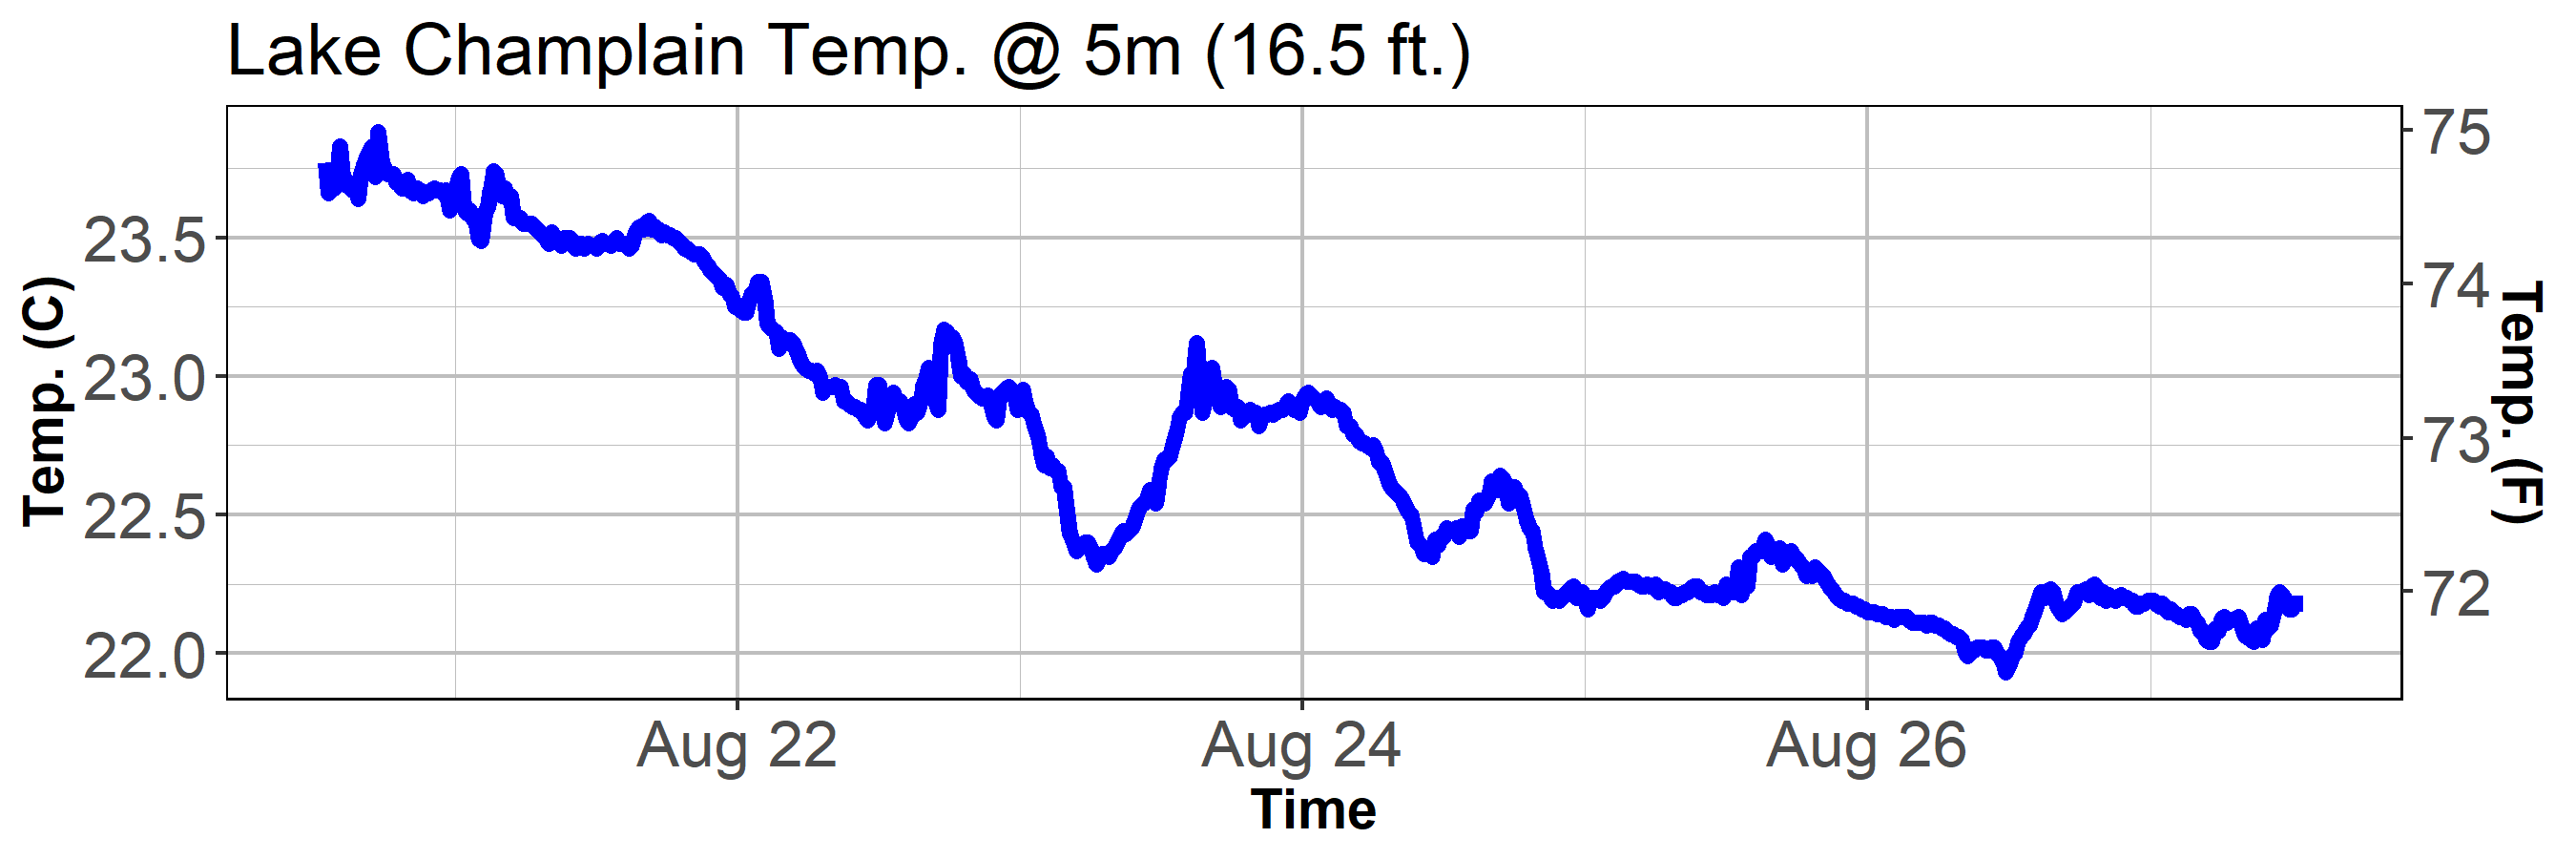 Lake Champlain Temp. @ 5m (16.5 ft.)
Temp. (C)
23.5
23.0
22.5
22.0
75
74
73
72
Temp. (F)
Aug 22 Aug 24 Aug 26
Time